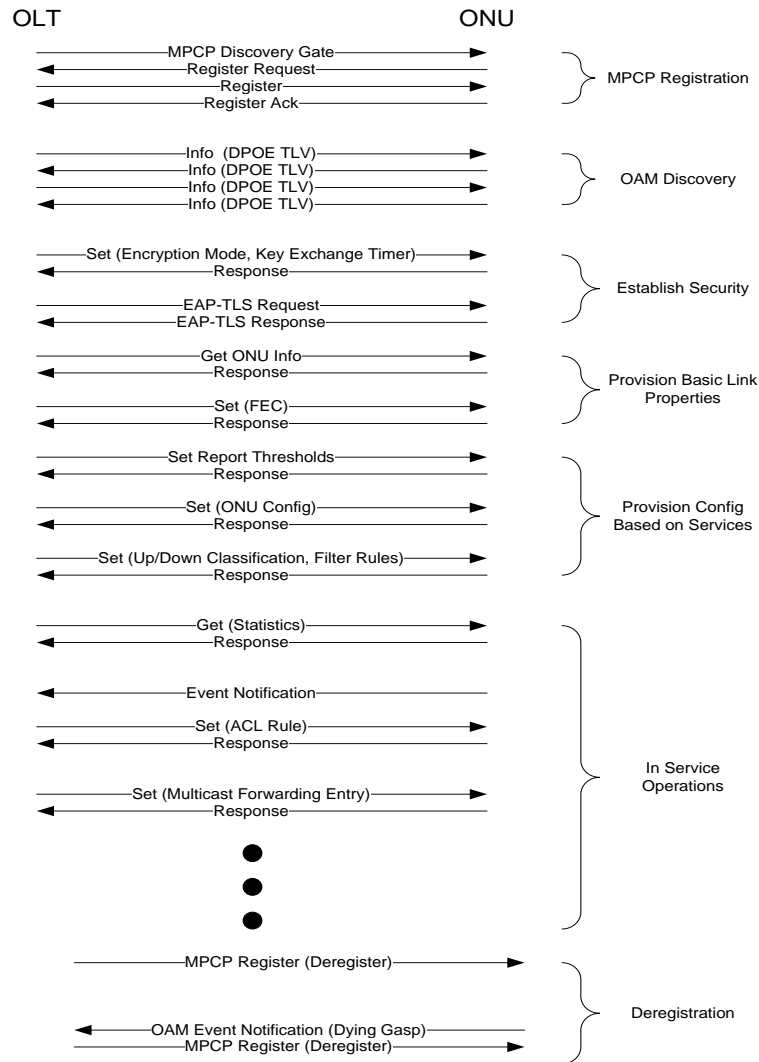 OLT
ONU
MPCP Discovery Gate
Register Request
Register
Register Ack
MPCP Registration
Info (DPOE TLV)
Info (DPOE TLV)
Info (DPOE TLV)
Info (DPOE TLV)
OAM Discovery
Set (Encryption Mode, Key Exchange Timer)
Response
EAP-TLS Request
EAP-TLS Response
Establish Security
Get ONU Info
Response
Set (FEC)
Response
Provision Basic Link
Properties
Set Report Thresholds
Response
Set (ONU Config)
Response
Set (Up/Down Classification, Filter Rules)
Response
Provision Config
Based on Services
Get (Statistics)
Response
Event Notification
Set (ACL Rule)
Response
Set (Multicast Forwarding Entry)
Response
In Service
Operations
MPCP Register (Deregister)
OAM Event Notification (Dying Gasp)
MPCP Register (Deregister)
Deregistration